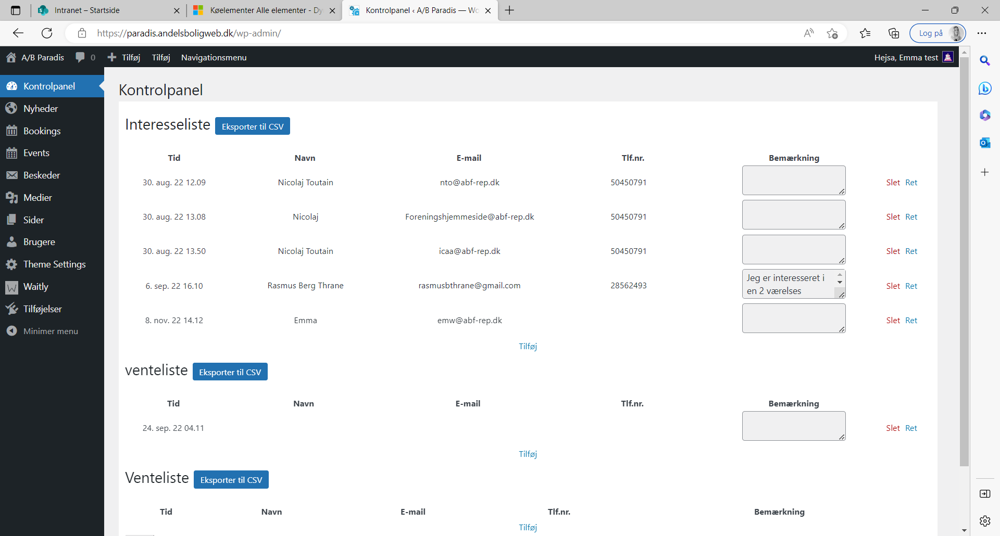 Intranet – Startside
Køelementer Alle elementer - Dy
Kontrolpanel ‹ A/B Paradis — Wo
https://paradis.andelsboligweb.dk/wp-admin/
Log på
A/B Paradis
0
Tilføj
Tilføj
Navigationsmenu
Hejsa, Emma test
Kontrolpanel
Nyheder
Bookings
Events
Beskeder
Medier
Sider
Brugere
Theme Settings
Waitly
Tilføjelser
Minimer menu
Kontrolpanel
Interesseliste Eksporter til CSV
Tid Navn E-mail Tlf.nr. Bemærkning
30. aug. 22 12.09 Nicolaj Toutain nto@abf-rep.dk 50450791 Slet Ret
30. aug. 22 13.08 Nicolaj Foreningshjemmeside@abf-rep.dk 50450791 Slet Ret
30. aug. 22 13.50 Nicolaj Toutain icaa@abf-rep.dk 50450791 Slet Ret
6. sep. 22 16.10 Rasmus Berg Thrane rasmusbthrane@gmail.com 28562493 Jeg er interesseret i
en 2 værelses
Slet Ret
8. nov. 22 14.12 Emma emw@abf-rep.dk Slet Ret
Tilføj
venteliste Eksporter til CSV
Tid Navn E-mail Tlf.nr. Bemærkning
24. sep. 22 04.11 Slet Ret
Tilføj
Venteliste Eksporter til CSV
Tid Navn E-mail Tlf.nr. Bemærkning
Tilføj